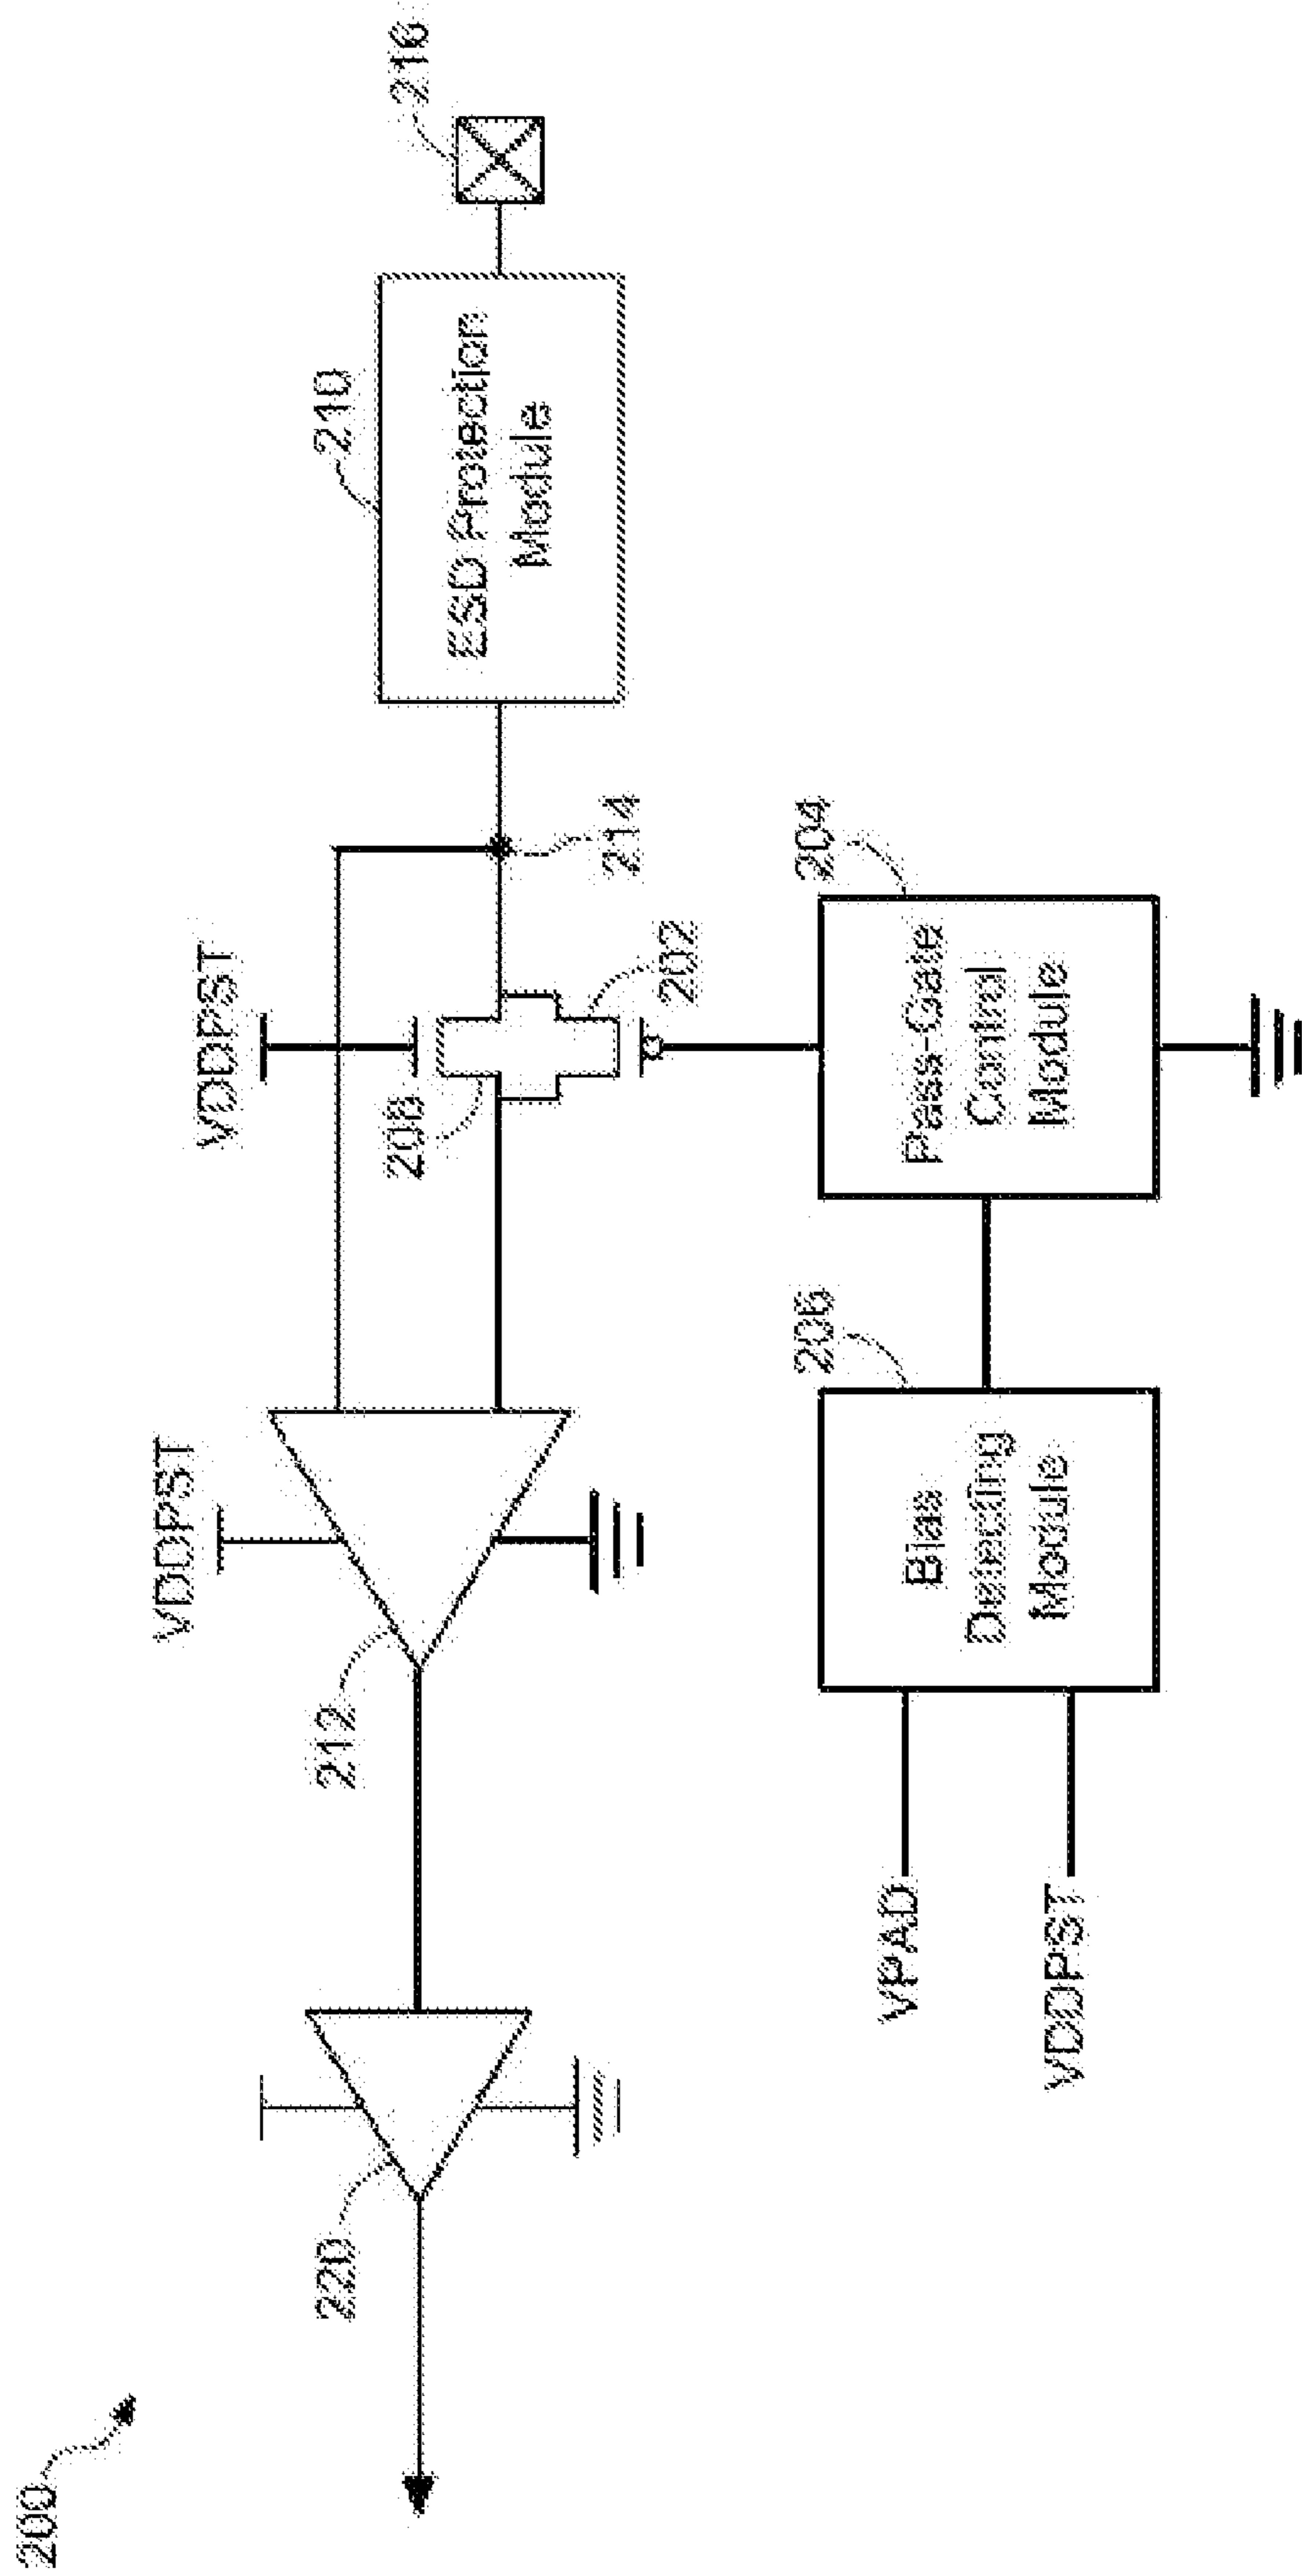 200
220
212
VDDPST
VDDPST
208
202
214
210
ESD Protection
Module
216
VPAD
VDDPST
206
Bias
Detecting
Module
204
Pass-Gate
Control
Module